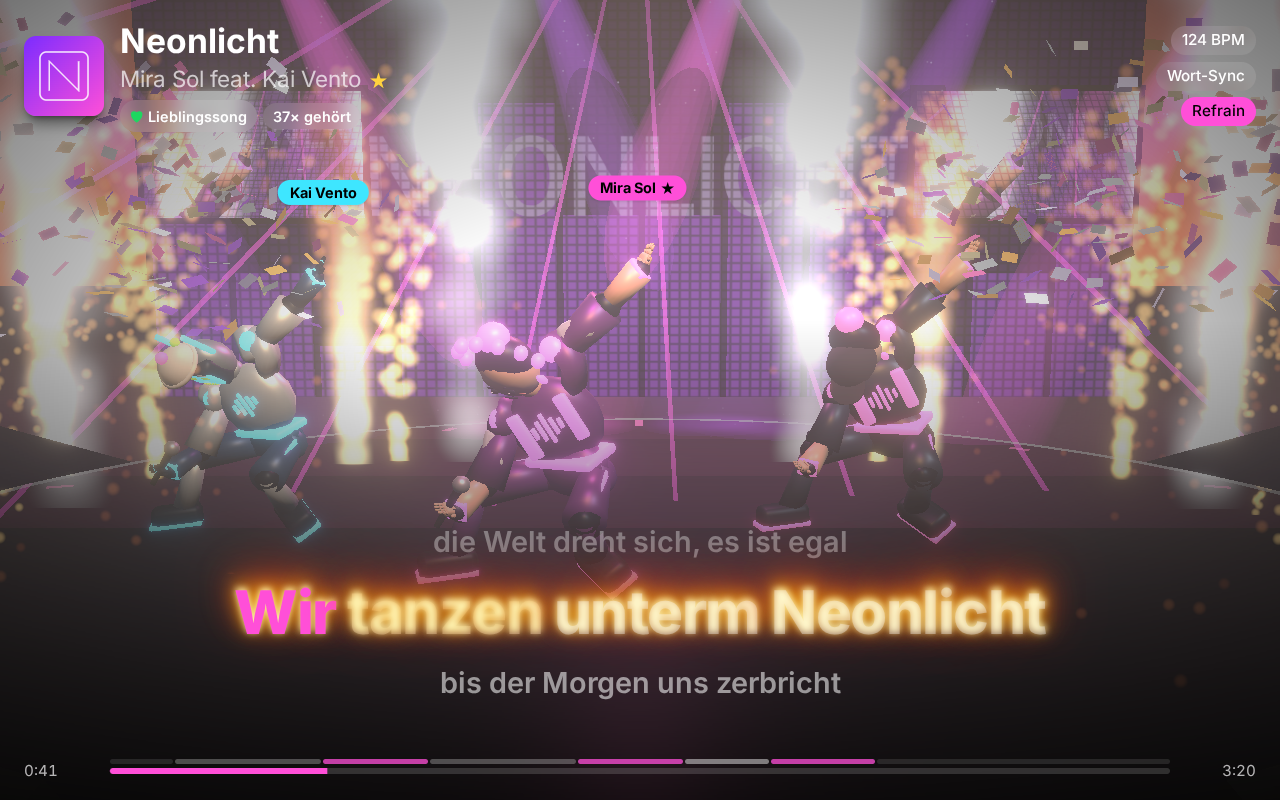 Neonlicht
Mira Sol feat. Kai Vento ★
Lieblingssong
37× gehört
124 BPM
Wort-Sync
Refrain
NEONLICHT
Kai Vento
Mira Sol ★
die Welt dreht sich, es ist egal
Wir tanzen unterm Neonlicht
bis der Morgen uns zerbricht
0:41
3:20